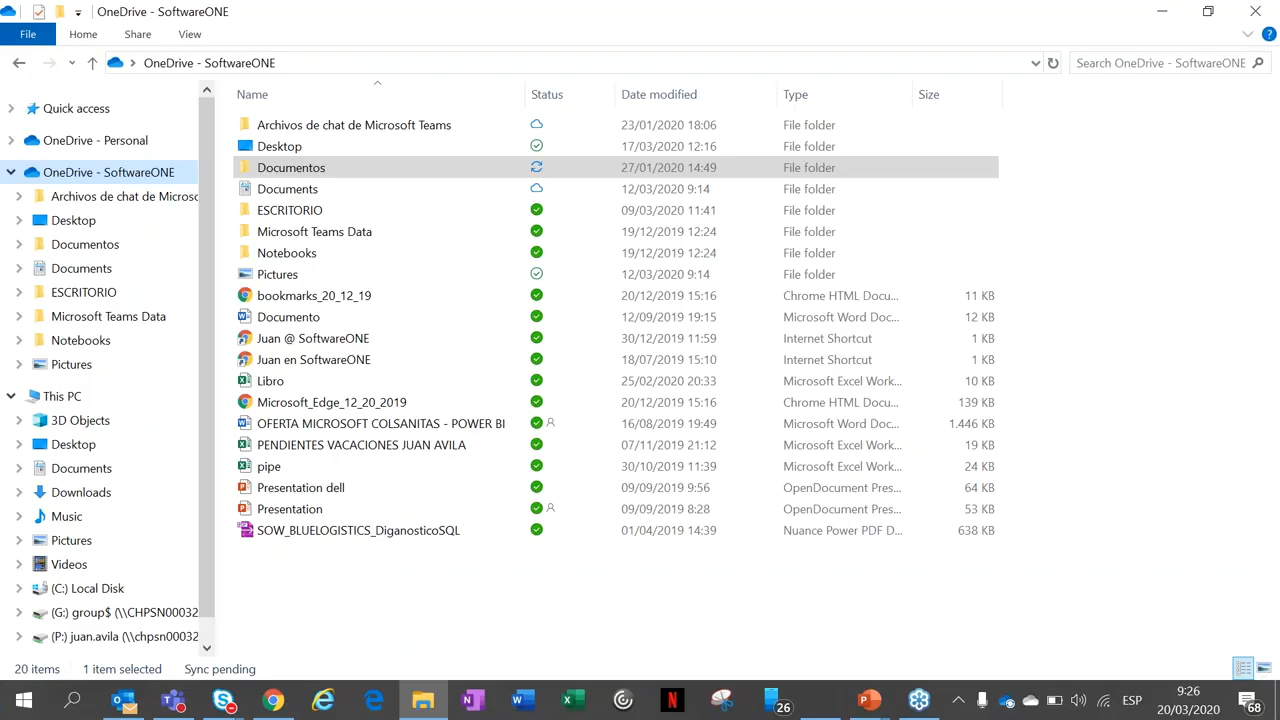 OneDrive - SoftwareONE
File Home Share View
OneDrive - SoftwareONE Search OneDrive - SoftwareONE
Name Status Date modified Type Size
Quick access
OneDrive - Personal
OneDrive - SoftwareONE
Archivos de chat de Microsc
Desktop
Documentos
Documents
ESCRITORIO
Microsoft Teams Data
Notebooks
Pictures
This PC
3D Objects
Desktop
Documents
Downloads
Music
Pictures
Videos
(C:) Local Disk
(G:) group$ (\\CHPSN00032
(P:) juan.avila (\\chpsn00032
Archivos de chat de Microsoft Teams 23/01/2020 18:06 File folder
Desktop 17/03/2020 12:16 File folder
Documentos 27/01/2020 14:49 File folder
Documents 12/03/2020 9:14 File folder
ESCRITORIO 09/03/2020 11:41 File folder
Microsoft Teams Data 19/12/2019 12:24 File folder
Notebooks 19/12/2019 12:24 File folder
Pictures 12/03/2020 9:14 File folder
bookmarks_20_12_19 20/12/2019 15:16 Chrome HTML Docu... 11 KB
Documento 12/09/2019 19:15 Microsoft Word Doc... 12 KB
Juan @ SoftwareONE 30/12/2019 11:59 Internet Shortcut 1 KB
Juan en SoftwareONE 18/07/2019 15:10 Internet Shortcut 1 KB
Libro 25/02/2020 20:33 Microsoft Excel Work... 10 KB
Microsoft_Edge_12_20_2019 20/12/2019 15:16 Chrome HTML Docu... 139 KB
OFERTA MICROSOFT COLSANITAS - POWER BI 16/08/2019 19:49 Microsoft Word Doc... 1.446 KB
PENDIENTES VACACIONES JUAN AVILA 07/11/2019 21:12 Microsoft Excel Work... 19 KB
pipe 30/10/2019 11:39 Microsoft Excel Work... 24 KB
Presentation dell 09/09/2019 9:56 OpenDocument Pres... 64 KB
Presentation 09/09/2019 8:28 OpenDocument Pres... 53 KB
SOW_BLUELOGISTICS_DiganosticoSQL 01/04/2019 14:39 Nuance Power PDF D... 638 KB
20 items 1 item selected Sync pending
26 ESP 9:26
20/03/2020 68